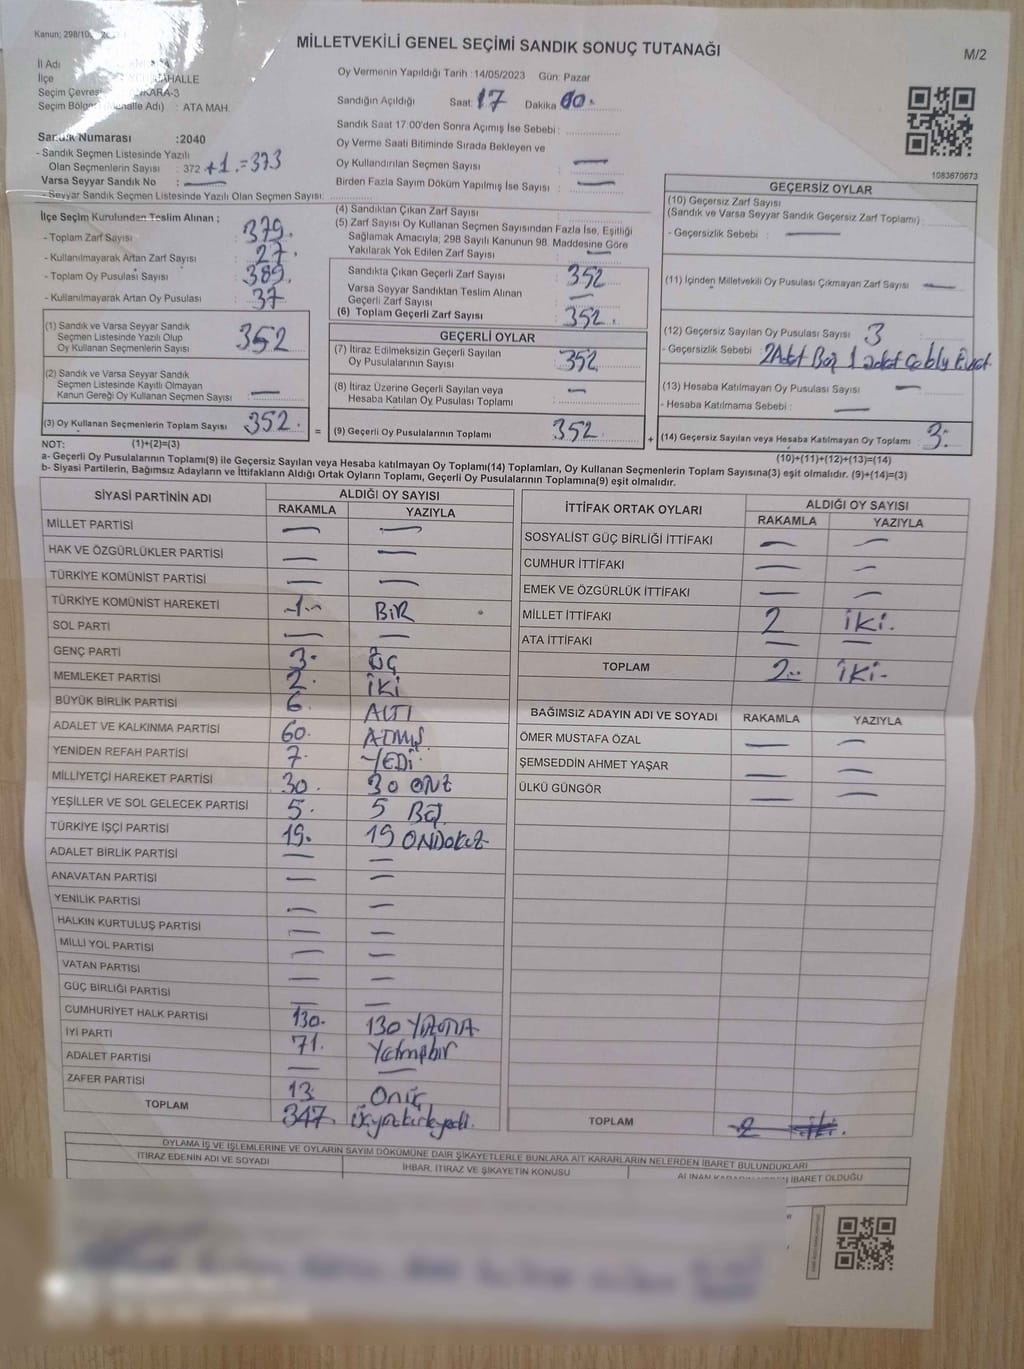 Kanun; 298/10
MİLLETVEKİLİ GENEL SEÇİMİ SANDIK SONUÇ TUTANAĞI
M/2
İl Adı
İlçe
Seçim Çevresi
Seçim Bölgesi (Mahalle Adı) : ATA MAH.
Oy Vermenin Yapıldığı Tarih : 14/05/2023 Gün: Pazar
Sandığın Açıldığı Saat: 17 Dakika 00.
Sandık Saat 17:00'den Sonra Açımış İse Sebebi :
Oy Verme Saati Bitiminde Sırada Bekleyen ve
Oy Kullandırılan Seçmen Sayısı —
Birden Fazla Sayım Döküm Yapılmış İse Sayısı —
1083670673
Sandık Numarası :2040
- Sandık Seçmen Listesinde Yazılı
Olan Seçmenlerin Sayısı : 372 +1.=373
Varsa Seyyar Sandık No : —
- Seyyar Sandık Seçmen Listesinde Yazılı Olan Seçmen Sayısı:
İlçe Seçim Kurulundan Teslim Alınan ;
- Toplam Zarf Sayısı : 379.
- Kullanılmayarak Artan Zarf Sayısı : 27.
- Toplam Oy Pusulası Sayısı : 389.
- Kullanılmayarak Artan Oy Pusulası : 37
(1) Sandık ve Varsa Seyyar Sandık
Seçmen Listesinde Yazılı Olup
Oy Kullanan Seçmenlerin Sayısı : 352
(2) Sandık ve Varsa Seyyar Sandık
Seçmen Listesinde Kayıtlı Olmayan
Kanun Gereği Oy Kullanan Seçmen Sayısı : —
(3) Oy Kullanan Seçmenlerin Toplam Sayısı : 352.
(4) Sandıktan Çıkan Zarf Sayısı :
(5) Zarf Sayısı Oy Kullanan Seçmen Sayısından Fazla İse, Eşitliği
Sağlamak Amacıyla, 298 Sayılı Kanunun 98. Maddesine Göre
Yakılarak Yok Edilen Zarf Sayısı : —
Sandıkta Çıkan Geçerli Zarf Sayısı : 352
Varsa Seyyar Sandıktan Teslim Alınan
Geçerli Zarf Sayısı : —
(6) Toplam Geçerli Zarf Sayısı : 352.
GEÇERLİ OYLAR
(7) İtiraz Edilmeksizin Geçerli Sayılan
Oy Pusulalarının Sayısı : 352
(8) İtiraz Üzerine Geçerli Sayılan veya
Hesaba Katılan Oy Pusulası Toplamı : —
= (9) Geçerli Oy Pusulalarının Toplamı : 352 +
GEÇERSİZ OYLAR
(10) Geçersiz Zarf Sayısı
(Sandık ve Varsa Seyyar Sandık Geçersiz Zarf Toplamı) :
- Geçersizlik Sebebi : —
(11) İçinden Milletvekili Oy Pusulası Çıkmayan Zarf Sayısı : —
(12) Geçersiz Sayılan Oy Pusulası Sayısı : 3
- Geçersizlik Sebebi : 2 Adet Boş 1 adet
(13) Hesaba Katılmayan Oy Pusulası Sayısı : —
- Hesaba Katılmama Sebebi : —
(14) Geçersiz Sayılan veya Hesaba Katılmayan Oy Toplamı : 3.
NOT: (1)+(2)=(3)
(10)+(11)+(12)+(13)=(14)
a- Geçerli Oy Pusulalarının Toplamı(9) ile Geçersiz Sayılan veya Hesaba katılmayan Oy Toplamı(14) Toplamları, Oy Kullanan Seçmenlerin Toplam Sayısına(3) eşit olmalıdır. (9)+(14)=(3)
b- Siyasi Partilerin, Bağımsız Adayların ve İttifakların Aldığı Ortak Oyların Toplamı, Geçerli Oy Pusulalarının Toplamına(9) eşit olmalıdır.
SİYASİ PARTİNİN ADI ALDIĞI OY SAYISI
RAKAMLA YAZIYLA
MİLLET PARTİSİ — —
HAK VE ÖZGÜRLÜKLER PARTİSİ — —
TÜRKİYE KOMÜNİST PARTİSİ — —
TÜRKİYE KOMÜNİST HAREKETİ -1- BİR
SOL PARTİ — —
GENÇ PARTİ 3. ÜÇ
MEMLEKET PARTİSİ 2. İKİ
BÜYÜK BİRLİK PARTİSİ 6. ALTI
ADALET VE KALKINMA PARTİSİ 60. ATMIŞ
YENİDEN REFAH PARTİSİ 7. YEDİ
MİLLİYETÇİ HAREKET PARTİSİ 30. 30
YEŞİLLER VE SOL GELECEK PARTİSİ 5. 5 Beş
TÜRKİYE İŞÇİ PARTİSİ 19. 19 ONDOKUZ
ADALET BİRLİK PARTİSİ — —
ANAVATAN PARTİSİ — —
YENİLİK PARTİSİ — —
HALKIN KURTULUŞ PARTİSİ — —
MİLLİ YOL PARTİSİ — —
VATAN PARTİSİ — —
GÜÇ BİRLİĞİ PARTİSİ — —
CUMHURİYET HALK PARTİSİ 130. 130
İYİ PARTİ 71. Yetmişbir
ADALET PARTİSİ — —
ZAFER PARTİSİ 13 Oniç
TOPLAM 347.
İTTİFAK ORTAK OYLARI ALDIĞI OY SAYISI
RAKAMLA YAZIYLA
SOSYALİST GÜÇ BİRLİĞİ İTTİFAKI — —
CUMHUR İTTİFAKI — —
EMEK VE ÖZGÜRLÜK İTTİFAKI — —
MİLLET İTTİFAKI 2 İKİ.
ATA İTTİFAKI — —
TOPLAM 2.. İKİ-
BAĞIMSIZ ADAYIN ADI VE SOYADI RAKAMLA YAZIYLA
ÖMER MUSTAFA ÖZAL — —
ŞEMSEDDİN AHMET YAŞAR — —
ÜLKÜ GÜNGÖR — —
TOPLAM 2 İki.
OYLAMA İŞ VE İŞLEMLERİNE VE OYLARIN SAYIM DÖKÜMÜNE DAİR ŞİKAYETLERLE BUNLARA AİT KARARLARIN NELERDEN İBARET BULUNDUKLARI
İTİRAZ EDENİN ADI VE SOYADI İHBAR, İTİRAZ VE ŞİKAYETİN KONUSU ALINAN İBARET OLDUĞU